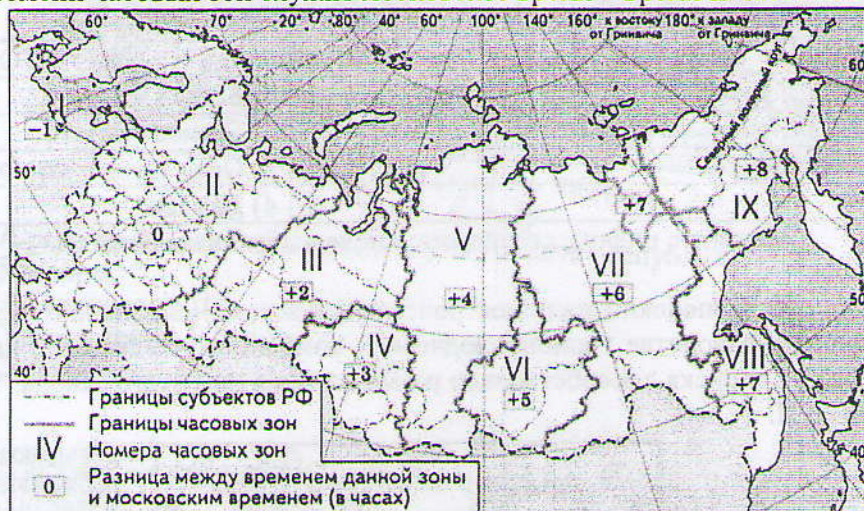 60° 40° 20° 80° 40° 60° 100° 140° 160° к востоку 180° к западу
от Гринвича от Гринвича
Северный полярный круг
60
I
-1
50°
II
0
III
+2
IV
+3
V
+4
VI
+5
VII
+6
+7
VIII
+7
IX
+8
50
40°
40
Границы субъектов РФ
Границы часовых зон
IV Номера часовых зон
0 Разница между временем данной зоны
и московским временем (в часах)